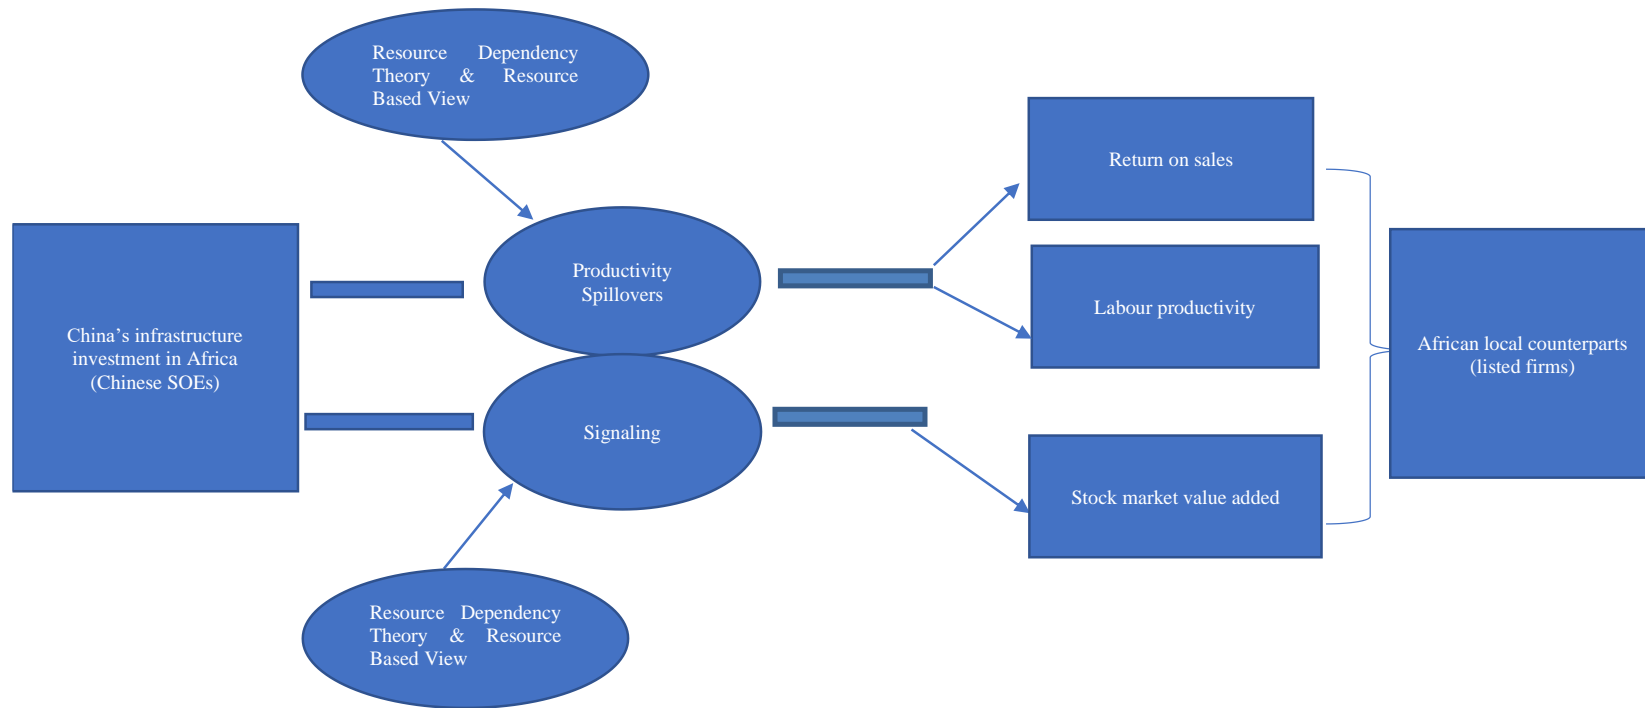 Resource Dependency
Theory & Resource
Based View
China’s infrastructure
investment in Africa
(Chinese SOEs)
Productivity
Spillovers
Signaling
Resource Dependency
Theory & Resource
Based View
Return on sales
Labour productivity
Stock market value added
African local counterparts
(listed firms)